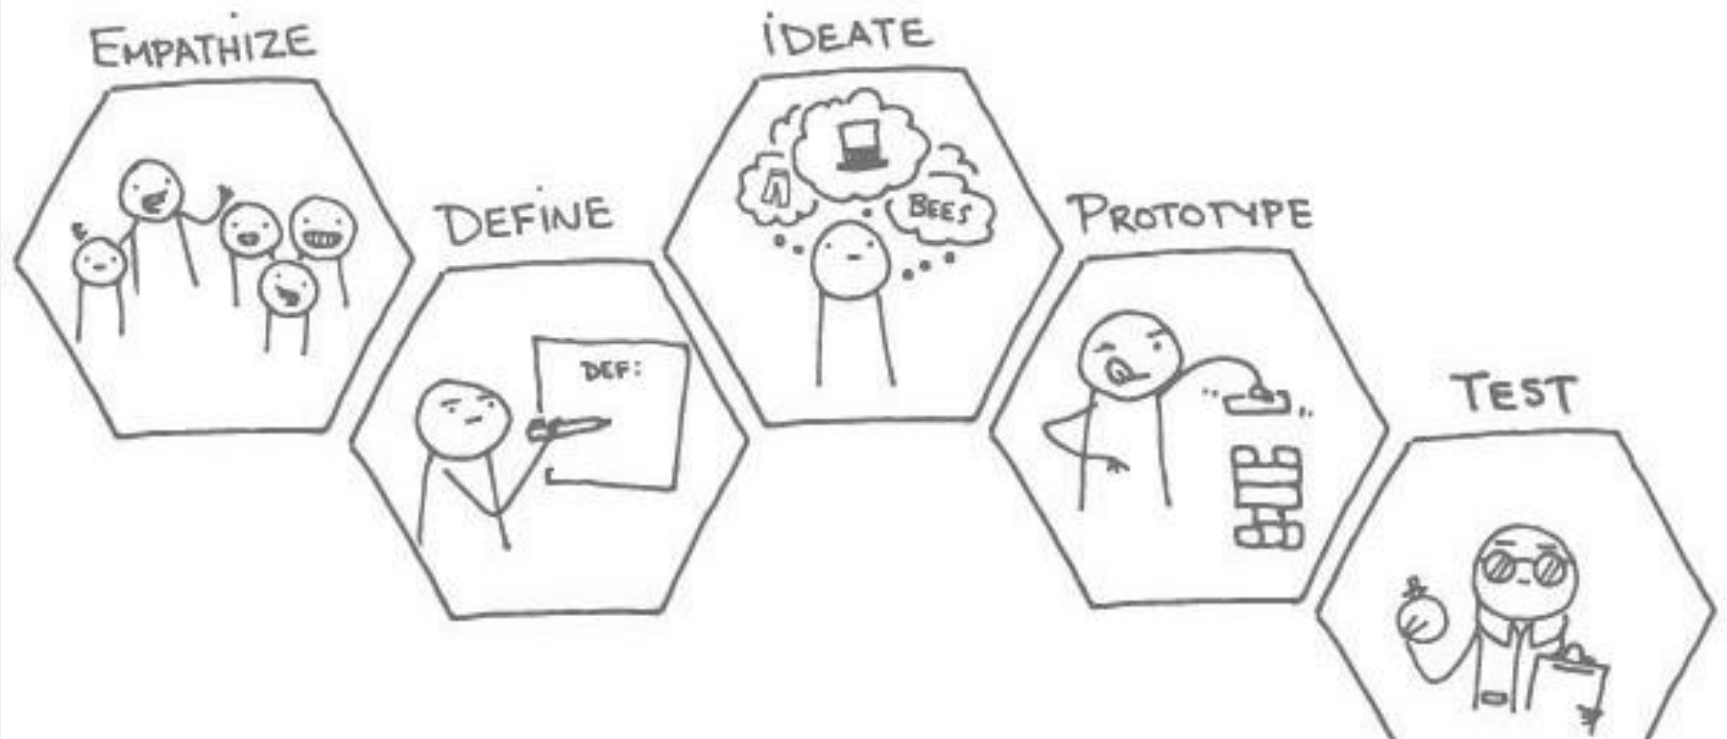 EMPATHIZE
DEFINE
DEF:
IDEATE
BEES
PROTOTYPE
TEST